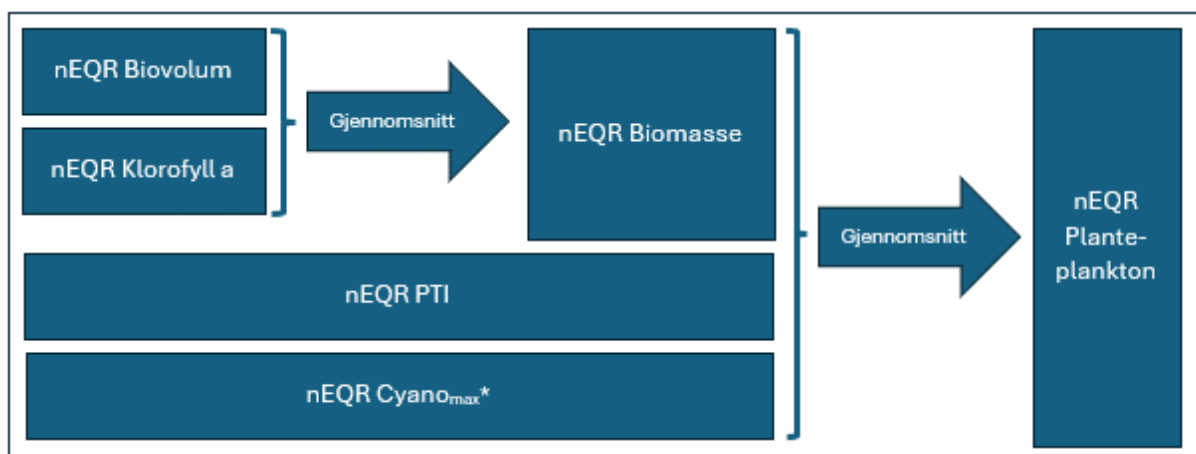 nEQR Biovolum
Gjennomsnitt
nEQR Klorofyll a
nEQR Biomasse
nEQR PTI
nEQR Cyanomax*
Gjennomsnitt
nEQR
Plante-
plankton